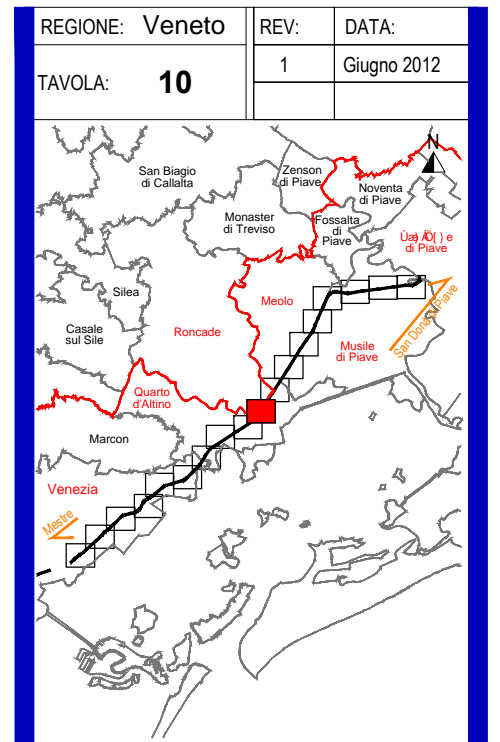 REGIONE: Veneto
REV:
DATA:
TAVOLA: 10
1
Giugno 2012
N
San Biagio
di Callalta
Zenson
di Piave
Noventa
di Piave
Monaster
di Treviso
Fossalta
di
Piave
di Piave
Silea
Meolo
San Donà di Piave
Casale
sul Sile
Roncade
Musile
di Piave
Quarto
d'Altino
Marcon
Venezia
Mestre